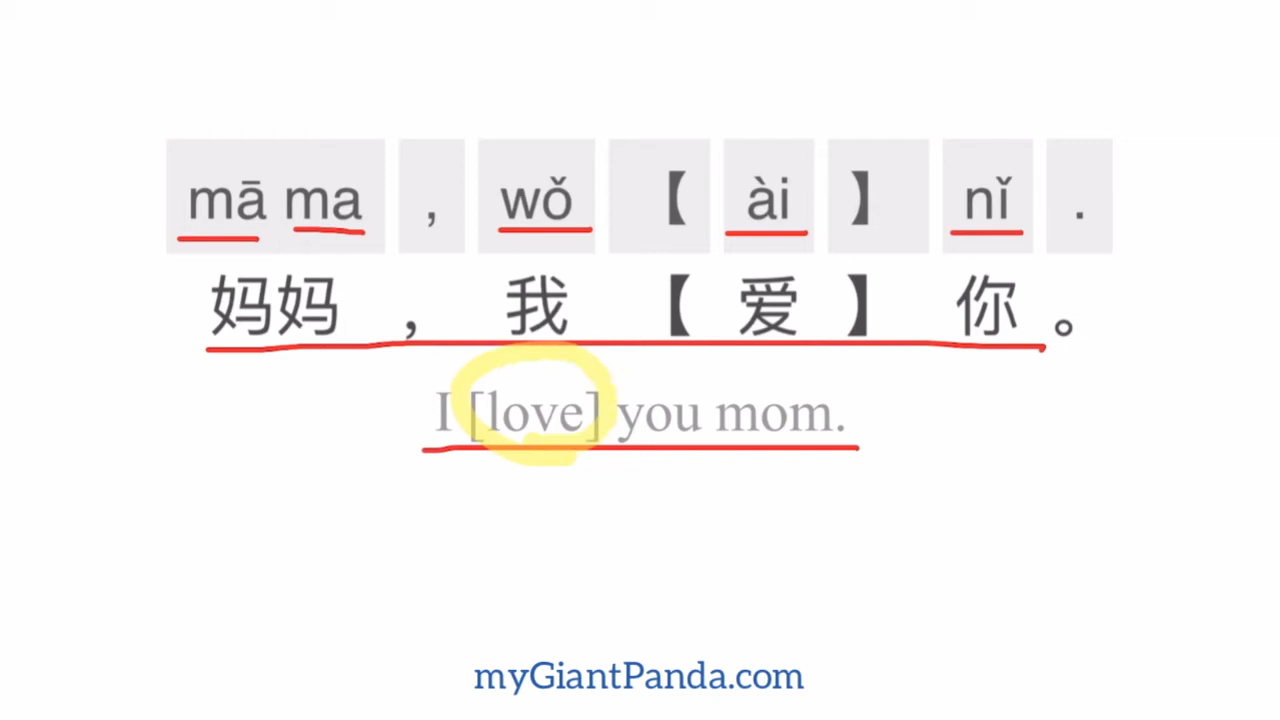 mā ma , wǒ 【 ài 】 nǐ .
妈妈 ， 我 【 爱 】 你 。
I [love] you mom.
myGiantPanda.com